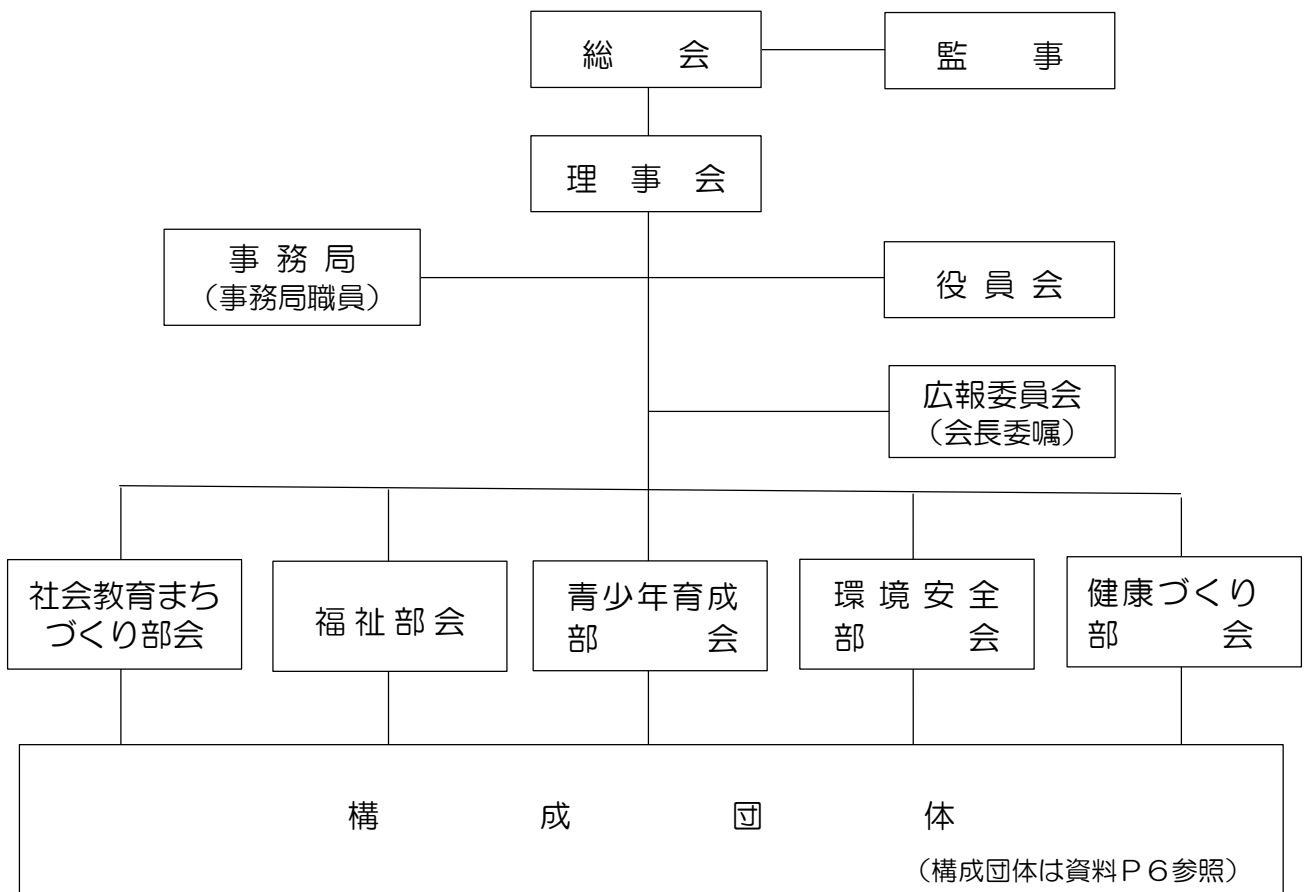 総会
監事
理事会
事務局
（事務局職員）
役員会
広報委員会
（会長委嘱）
社会教育まち
づくり部会
福祉部会
青少年育成
部会
環境安全
部会
健康づくり
部会
構成団体
（構成団体は資料Ｐ６参照）